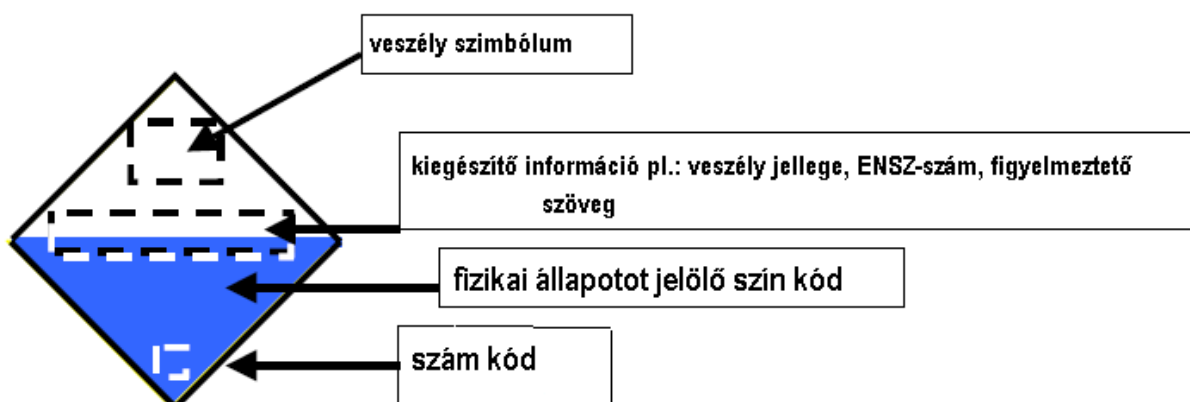 veszély szimbólum
kiegészítő információ pl.: veszély jellege, ENSZ-szám, figyelmeztető
szöveg
fizikai állapotot jelölő szín kód
szám kód